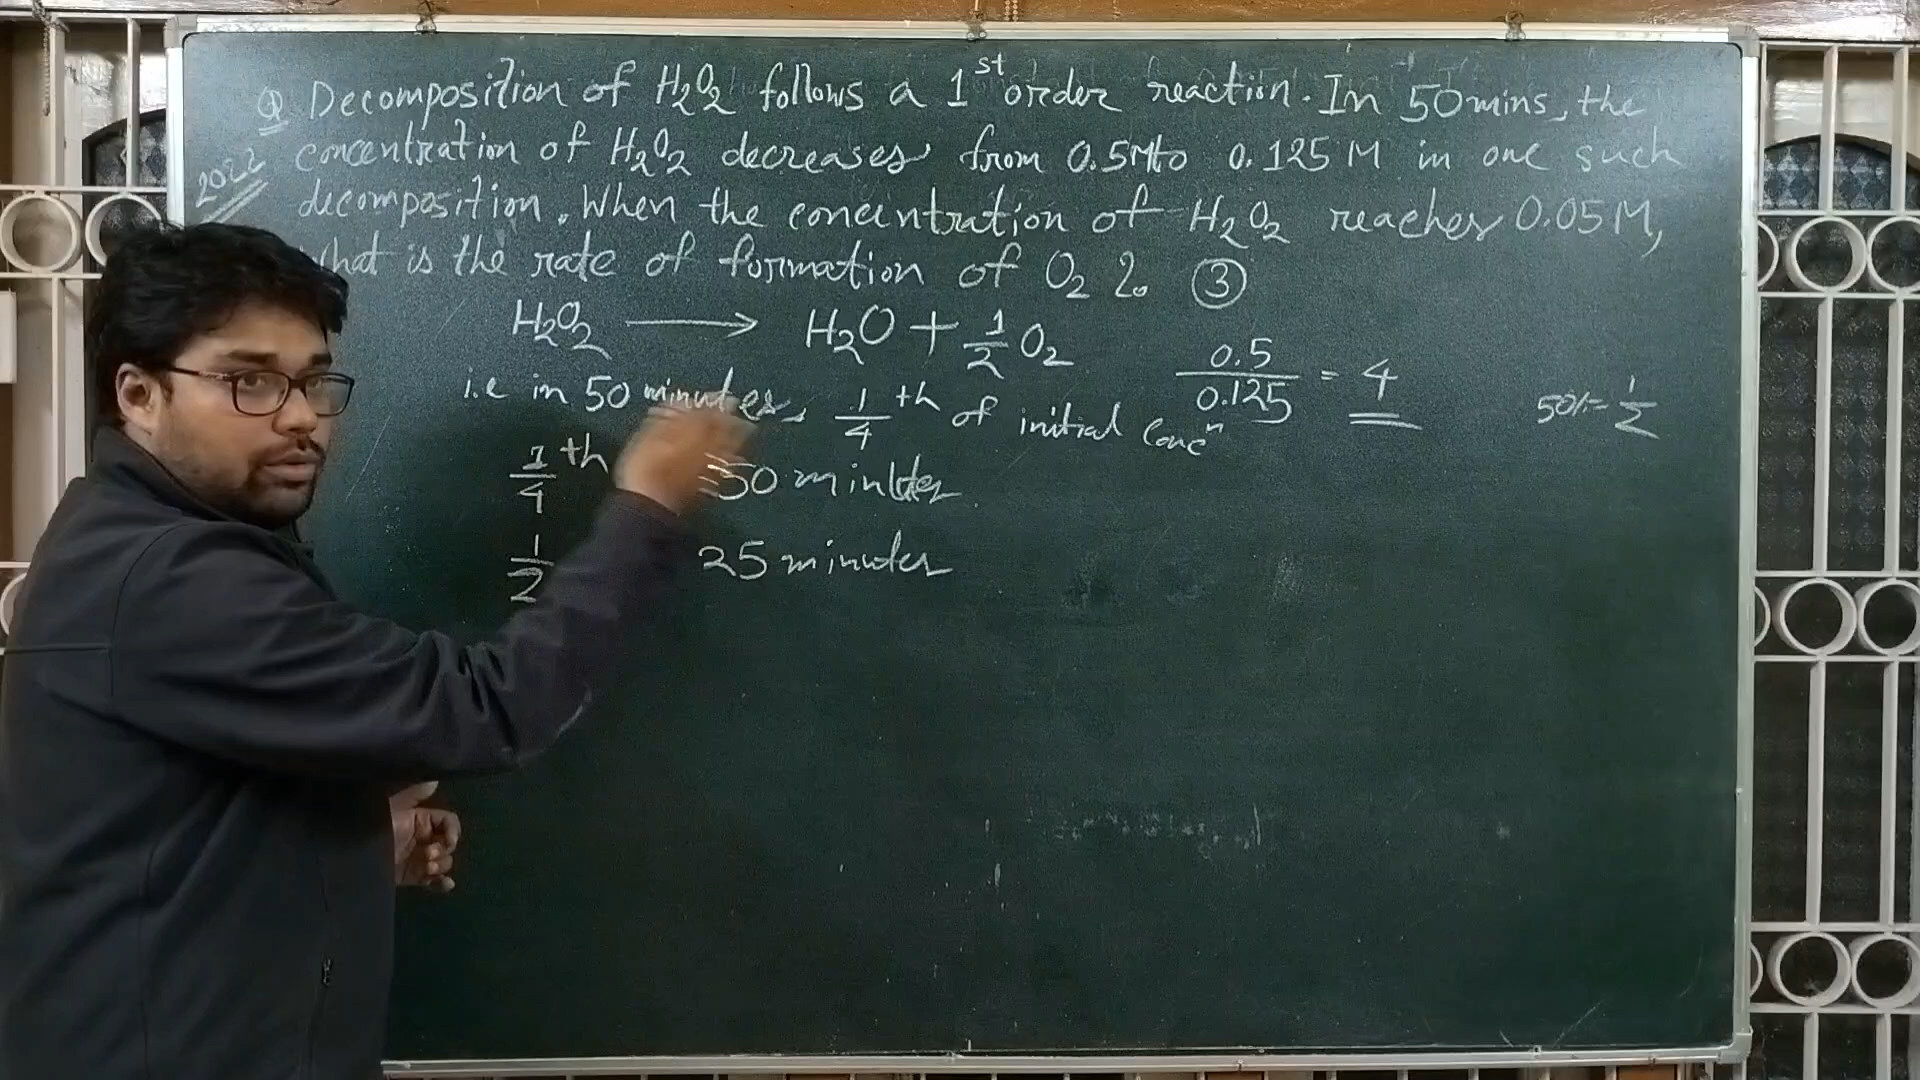 Q Decomposition of H₂O₂ follows a 1st order reaction. In 50 mins, the
2022 concentration of H₂O₂ decreases from 0.5M to 0.125 M in one such
decomposition. When the concentration of H₂O₂ reaches 0.05 M,
what is the rate of formation of O₂ ? ③
H₂O₂ ⟶ H₂O + 1/2 O₂
0.5/0.125 = 4
50% = 1/2
i.e in 50 minutes, 1/4 th of initial concⁿ
1/4 th = 50 minutes
1/2 25 minutes